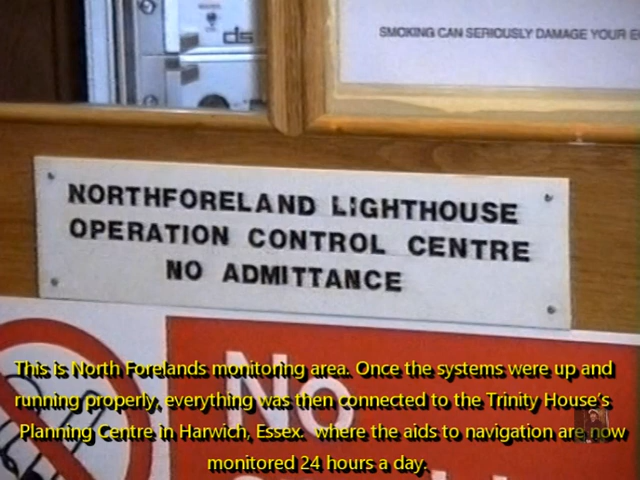 ds
SMOKING CAN SERIOUSLY DAMAGE YOUR
NORTHFORELAND LIGHTHOUSE
OPERATION CONTROL CENTRE
NO ADMITTANCE
No
This is North Forelands monitoring area. Once the systems were up and
running properly, everything was then connected to the Trinity House's
Planning Centre in Harwich, Essex. where the aids to navigation are now
monitored 24 hours a day.